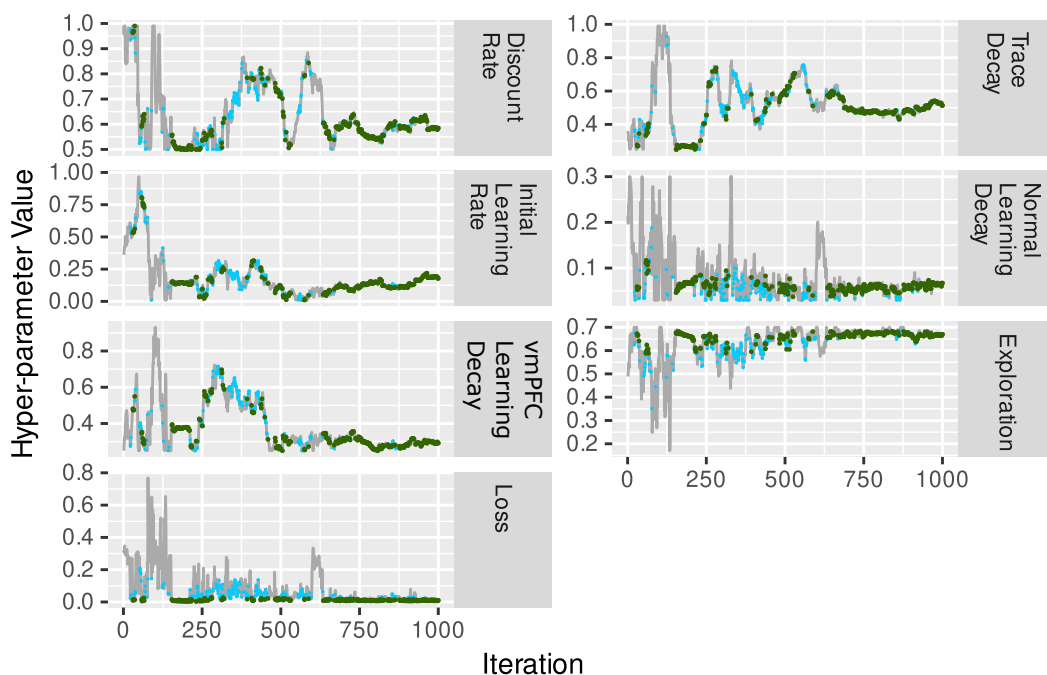 Hyper-parameter Value
1.0
0.9
0.8
0.7
0.6
0.5
Discount
Rate
0.8
0.6
0.4
Trace
Decay
1.00
0.75
0.50
0.25
0.00
Initial
Learning
Rate
0.3
0.2
0.1
Normal
Learning
Decay
0.8
0.6
0.4
vmPFC
Learning
Decay
0.7
0.6
0.5
0.4
0.3
0.2
Exploration
0 250 500 750 1000
0.8
0.6
0.4
0.2
0.0
Loss
0 250 500 750 1000
Iteration